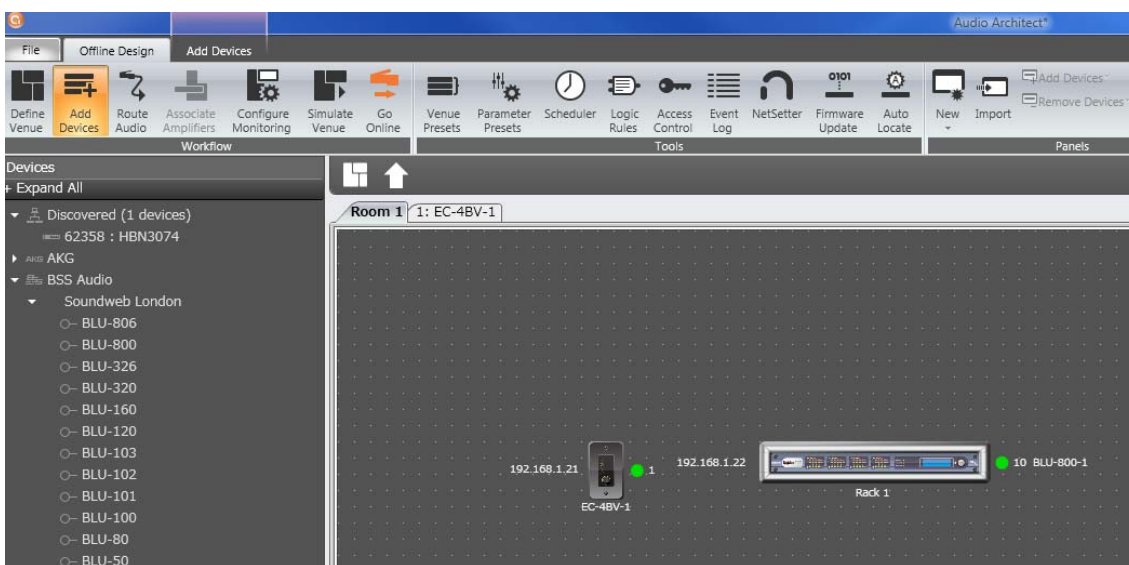 Audio Architect*
File Offline Design Add Devices
Define Venue
Add Devices
Route Audio
Associate Amplifiers
Configure Monitoring
Simulate Venue
Go Online
Venue Presets
Parameter Presets
Scheduler
Logic Rules
Access Control
Event Log
NetSetter
0101
Firmware Update
Auto Locate
New
Import
Add Devices
Remove Devices
Workflow Tools Panels
Devices
+ Expand All
Discovered (1 devices)
62358 : HBN3074
AKG AKG
BSS Audio
Soundweb London
BLU-806
BLU-800
BLU-326
BLU-320
BLU-160
BLU-120
BLU-103
BLU-102
BLU-101
BLU-100
BLU-80
BLU-50
Room 1 1: EC-4BV-1
192.168.1.21 1 192.168.1.22 10 BLU-800-1
Rack 1
EC-4BV-1